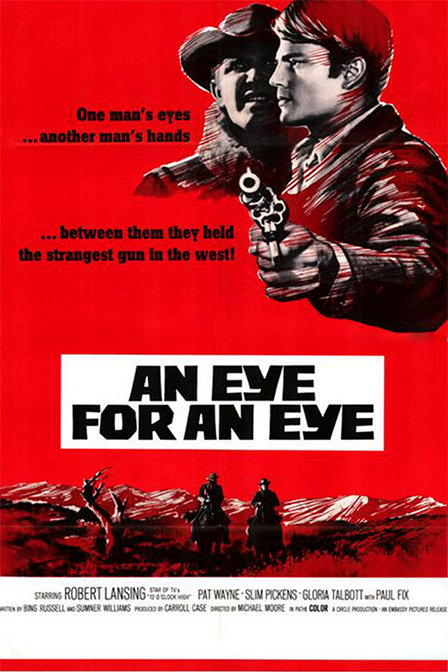 One man's eyes
...another man's hands
... between them they held
the strangest gun in the west!
AN EYE
FOR AN EYE
STARRING ROBERT LANSING STAR OF TV's "12 O'CLOCK HIGH" PAT WAYNE · SLIM PICKENS · GLORIA TALBOTT · WITH PAUL FIX
WRITTEN BY BING RUSSELL AND SUMNER WILLIAMS PRODUCED BY CARROLL CASE DIRECTED BY MICHAEL MOORE IN PATHE COLOR A CIRCLE PRODUCTION · AN EMBASSY PICTURES RELEASE